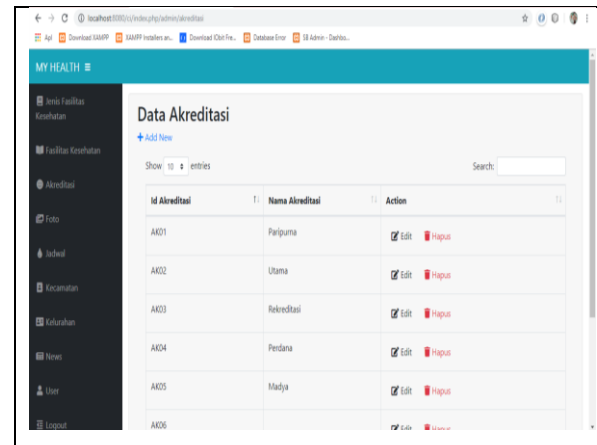 localhost:8080/ci/index.php/admin/akreditasi
Api Download XAMPP XAMPP Installers an... Download IObit Fre... Database Error SB Admin - Dashbo...
MY HEALTH
Jenis Fasilitas
Kesehatan
Fasilitas Kesehatan
Akreditasi
Foto
Jadwal
Kecamatan
Kelurahan
News
User
Logout
Data Akreditasi
+ Add New
Show 10 entries
Search:
Id Akreditasi Nama Akreditasi Action
AK01 Paripurna Edit Hapus
AK02 Utama Edit Hapus
AK03 Rekreditasi Edit Hapus
AK04 Perdana Edit Hapus
AK05 Madya Edit Hapus
AK06 Edit Hapus